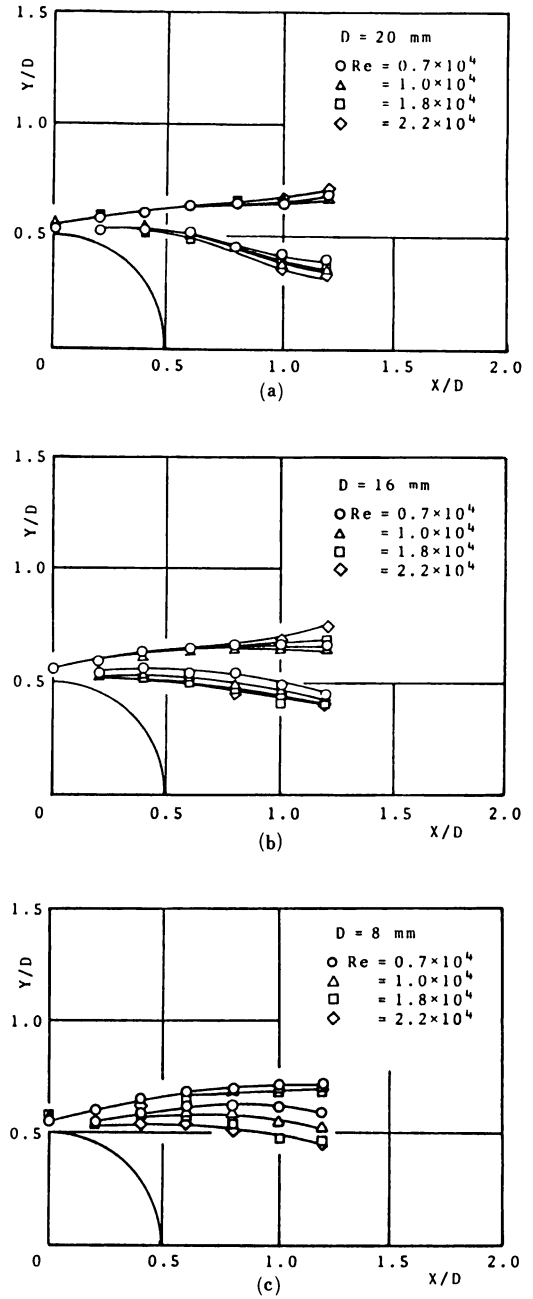 1.5
Y/D
D = 20 mm
Re = 0.7×10⁴
= 1.0×10⁴
= 1.8×10⁴
= 2.2×10⁴
1.0
0.5
0 0.5 1.0 1.5 2.0
X/D
(a)
1.5
Y/D
D = 16 mm
Re = 0.7×10⁴
= 1.0×10⁴
= 1.8×10⁴
= 2.2×10⁴
1.0
0.5
0 0.5 1.0 1.5 2.0
X/D
(b)
1.5
Y/D
D = 8 mm
Re = 0.7×10⁴
= 1.0×10⁴
= 1.8×10⁴
= 2.2×10⁴
1.0
0.5
0 0.5 1.0 1.5 2.0
X/D
(c)